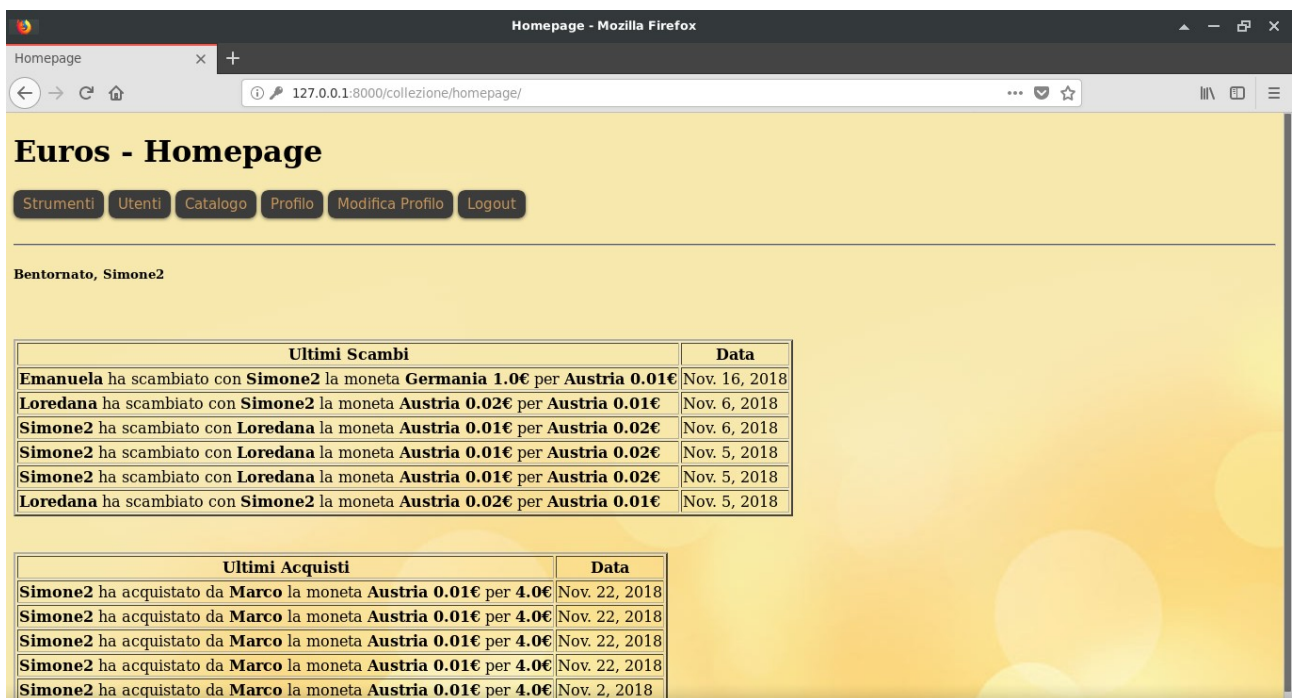 Homepage - Mozilla Firefox
Homepage
127.0.0.1:8000/collezione/homepage/
Euros - Homepage
Strumenti Utenti Catalogo Profilo Modifica Profilo Logout
Bentornato, Simone2
Ultimi Scambi Data
Emanuela ha scambiato con Simone2 la moneta Germania 1.0€ per Austria 0.01€ Nov. 16, 2018
Loredana ha scambiato con Simone2 la moneta Austria 0.02€ per Austria 0.01€ Nov. 6, 2018
Simone2 ha scambiato con Loredana la moneta Austria 0.01€ per Austria 0.02€ Nov. 6, 2018
Simone2 ha scambiato con Loredana la moneta Austria 0.01€ per Austria 0.02€ Nov. 5, 2018
Simone2 ha scambiato con Loredana la moneta Austria 0.01€ per Austria 0.02€ Nov. 5, 2018
Loredana ha scambiato con Simone2 la moneta Austria 0.02€ per Austria 0.01€ Nov. 5, 2018
Ultimi Acquisti Data
Simone2 ha acquistato da Marco la moneta Austria 0.01€ per 4.0€ Nov. 22, 2018
Simone2 ha acquistato da Marco la moneta Austria 0.01€ per 4.0€ Nov. 22, 2018
Simone2 ha acquistato da Marco la moneta Austria 0.01€ per 4.0€ Nov. 22, 2018
Simone2 ha acquistato da Marco la moneta Austria 0.01€ per 4.0€ Nov. 22, 2018
Simone2 ha acquistato da Marco la moneta Austria 0.01€ per 4.0€ Nov. 2, 2018